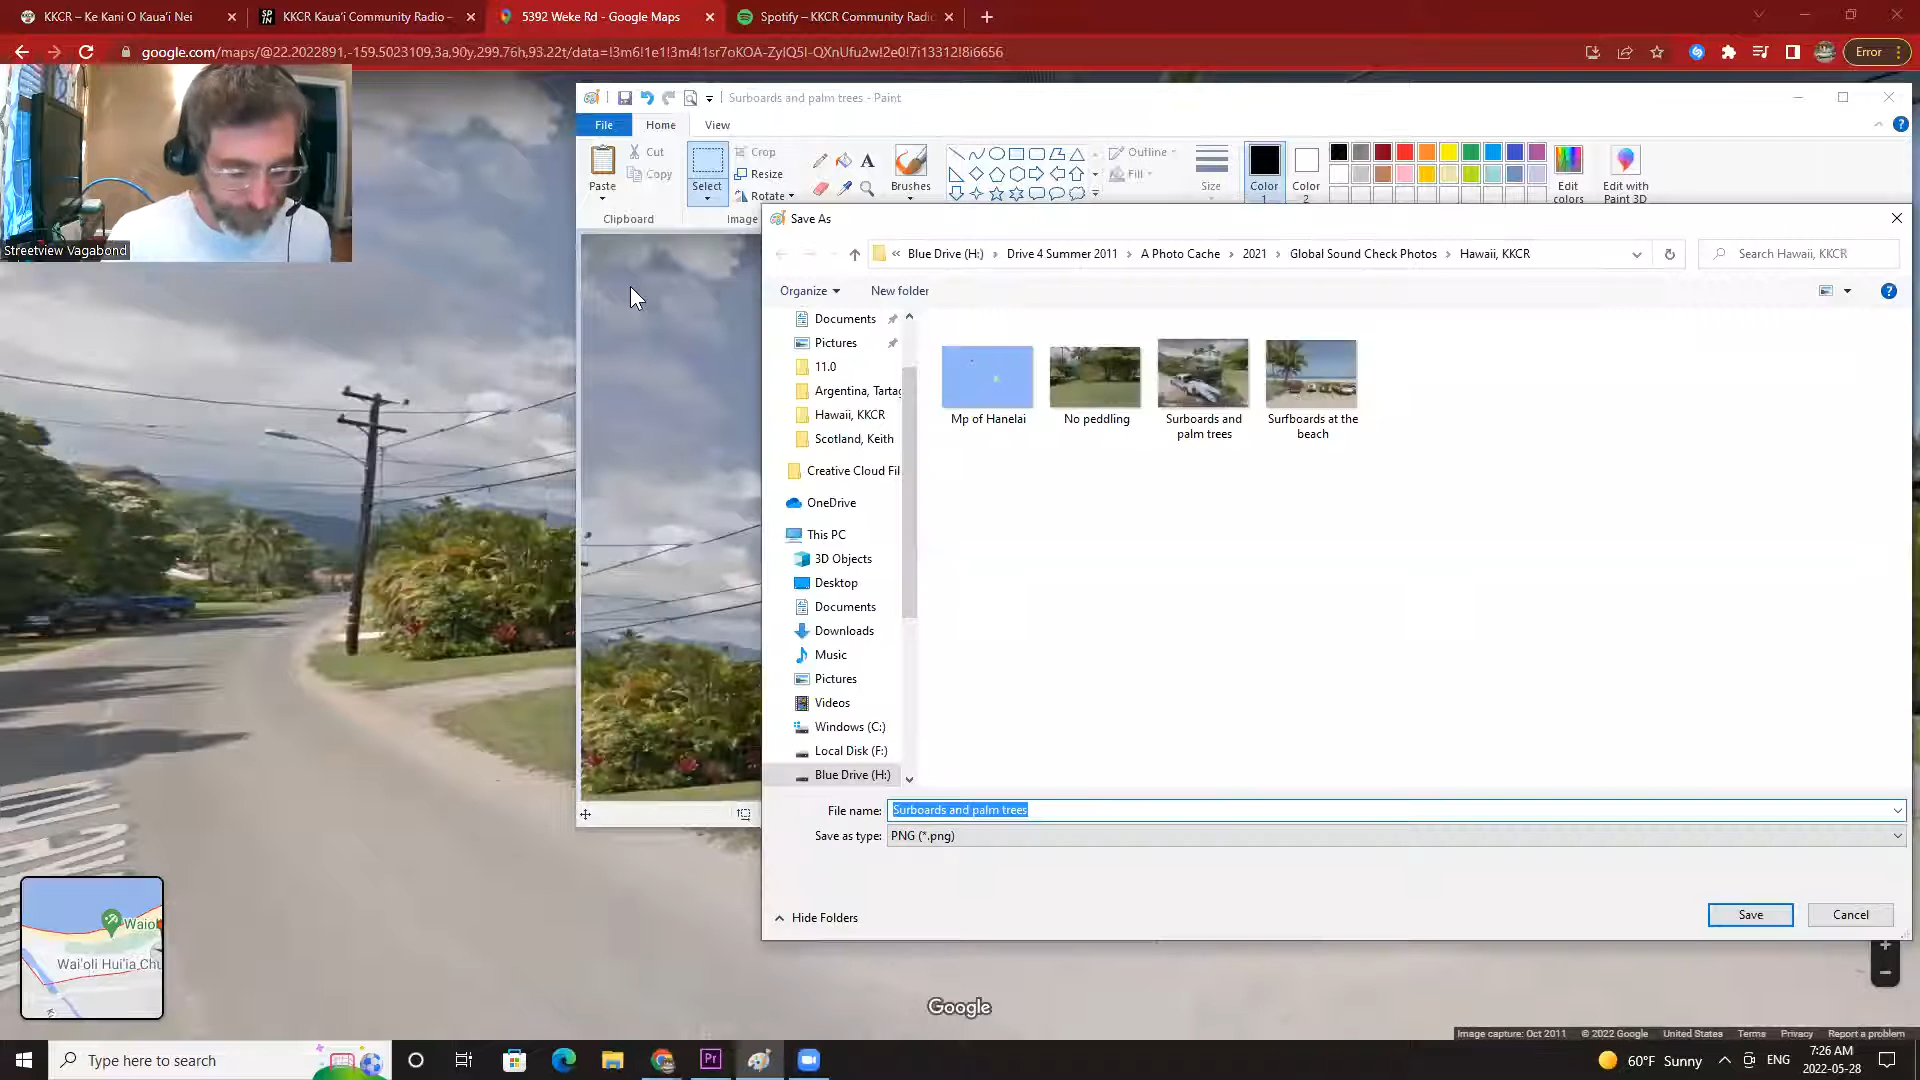 KKCR – Ke Kani O Kaua'i Nei
KKCR Kaua'i Community Radio –
5392 Weke Rd - Google Maps
Spotify – KKCR Community Radio
google.com/maps/@22.2022891,-159.5023109,3a,90y,299.76h,93.22t/data=!3m6!1e1!3m4!1sr7oKOA-ZyIQ5I-QXnUfu2w!2e0!7i13312!8i6656
Error
Streetview Vagabond
Surboards and palm trees - Paint
File Home View
Paste
Cut
Copy
Clipboard
Select
Crop
Resize
Rotate
Image
Brushes
Outline
Fill
Size
Color 1
Color 2
Edit colors
Edit with Paint 3D
Save As
« Blue Drive (H:) › Drive 4 Summer 2011 › A Photo Cache › 2021 › Global Sound Check Photos › Hawaii, KKCR
Search Hawaii, KKCR
Organize New folder
Documents
Pictures
11.0
Argentina, Tartag
Hawaii, KKCR
Scotland, Keith
Creative Cloud Fil
OneDrive
This PC
3D Objects
Desktop
Documents
Downloads
Music
Pictures
Videos
Windows (C:)
Local Disk (F:)
Blue Drive (H:)
Mp of Hanelai
No peddling
Surboards and palm trees
Surfboards at the beach
File name: Surboards and palm trees
Save as type: PNG (*.png)
Hide Folders
Save Cancel
Waiol
Wai'oli Hui'ia Chu
Google
Image capture: Oct 2011 © 2022 Google United States Terms Privacy Report a problem
Type here to search
Pr
60°F Sunny
ENG
7:26 AM
2022-05-28